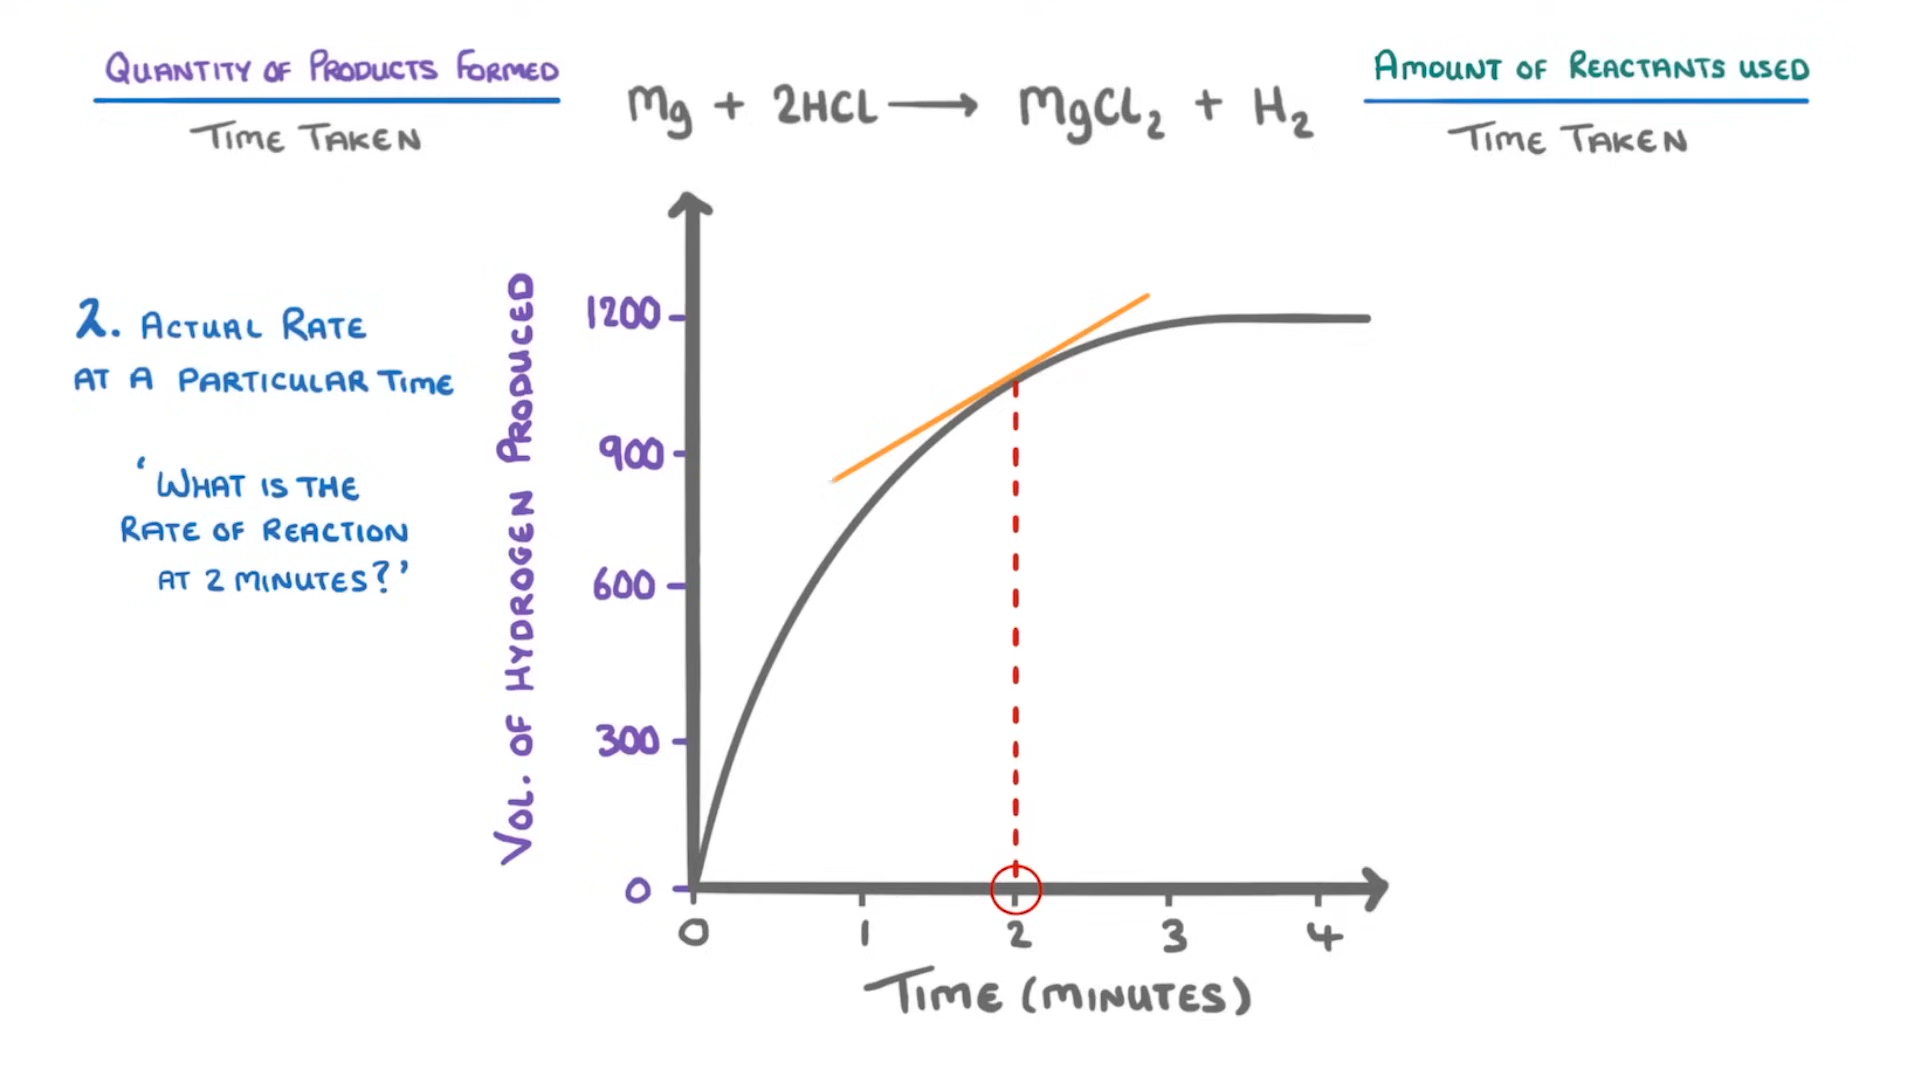 QUANTITY OF PRODUCTS FORMED
TIME TAKEN
Mg + 2HCL → MgCL₂ + H₂
AMOUNT OF REACTANTS USED
TIME TAKEN
2. ACTUAL RATE
AT A PARTICULAR TIME
'WHAT IS THE
RATE OF REACTION
AT 2 MINUTES?'
VOL. OF HYDROGEN PRODUCED
1200
900
600
300
0
0 1 2 3 4
TIME (MINUTES)